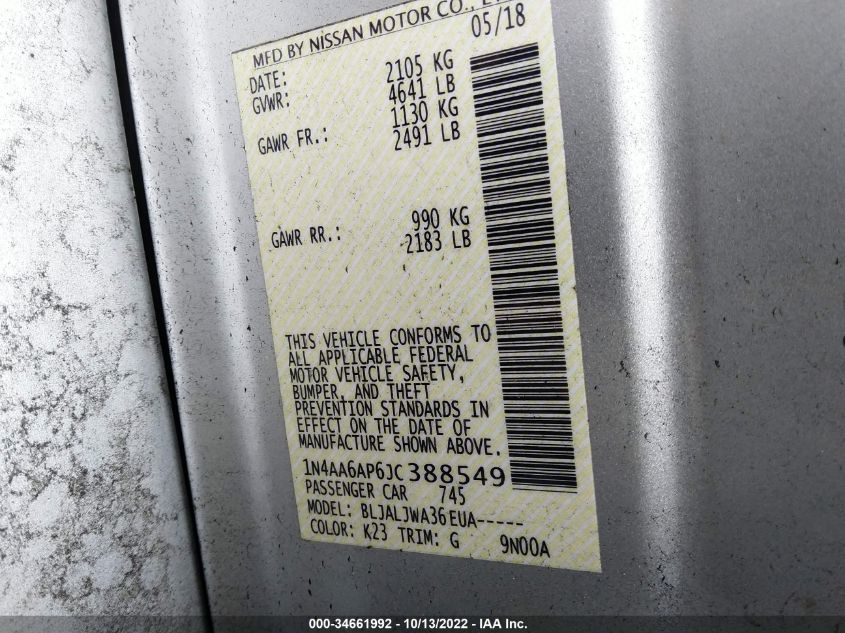 MFD BY NISSAN MOTOR CO.,
DATE: 05/18
GVWR: 2105 KG
4641 LB
GAWR FR.: 1130 KG
2491 LB
GAWR RR.: 990 KG
2183 LB
THIS VEHICLE CONFORMS TO
ALL APPLICABLE FEDERAL
MOTOR VEHICLE SAFETY,
BUMPER, AND THEFT
PREVENTION STANDARDS IN
EFFECT ON THE DATE OF
MANUFACTURE SHOWN ABOVE.
1N4AA6AP6JC388549
PASSENGER CAR 745
MODEL: BLJALJWA36EUA-----
COLOR: K23 TRIM: G 9N00A
000-34661992 - 10/13/2022 - IAA Inc.